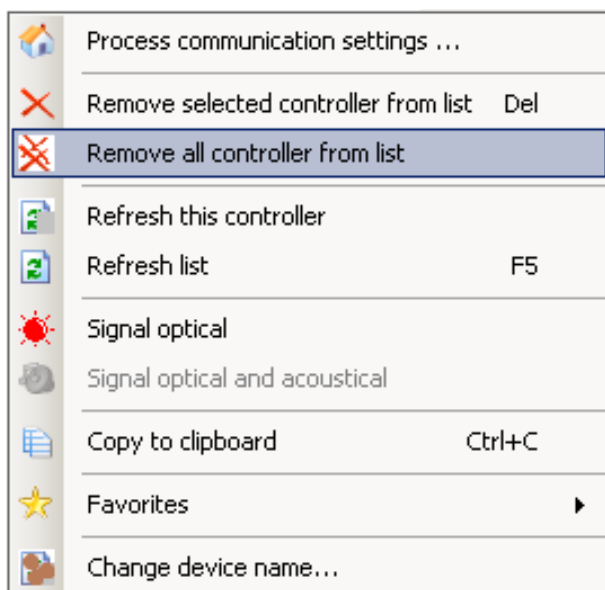 Process communication settings ...
Remove selected controller from list Del
Remove all controller from list
Refresh this controller
Refresh list F5
Signal optical
Signal optical and acoustical
Copy to clipboard Ctrl+C
Favorites
Change device name...